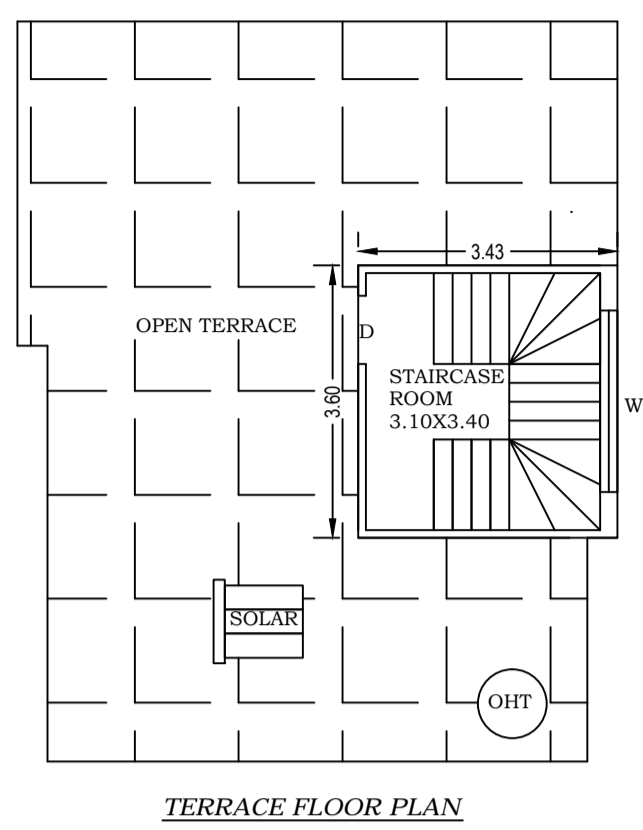 3.43
OPEN TERRACE
D
STAIRCASE
ROOM
3.10X3.40
3.60
W
SOLAR
OHT
TERRACE FLOOR PLAN